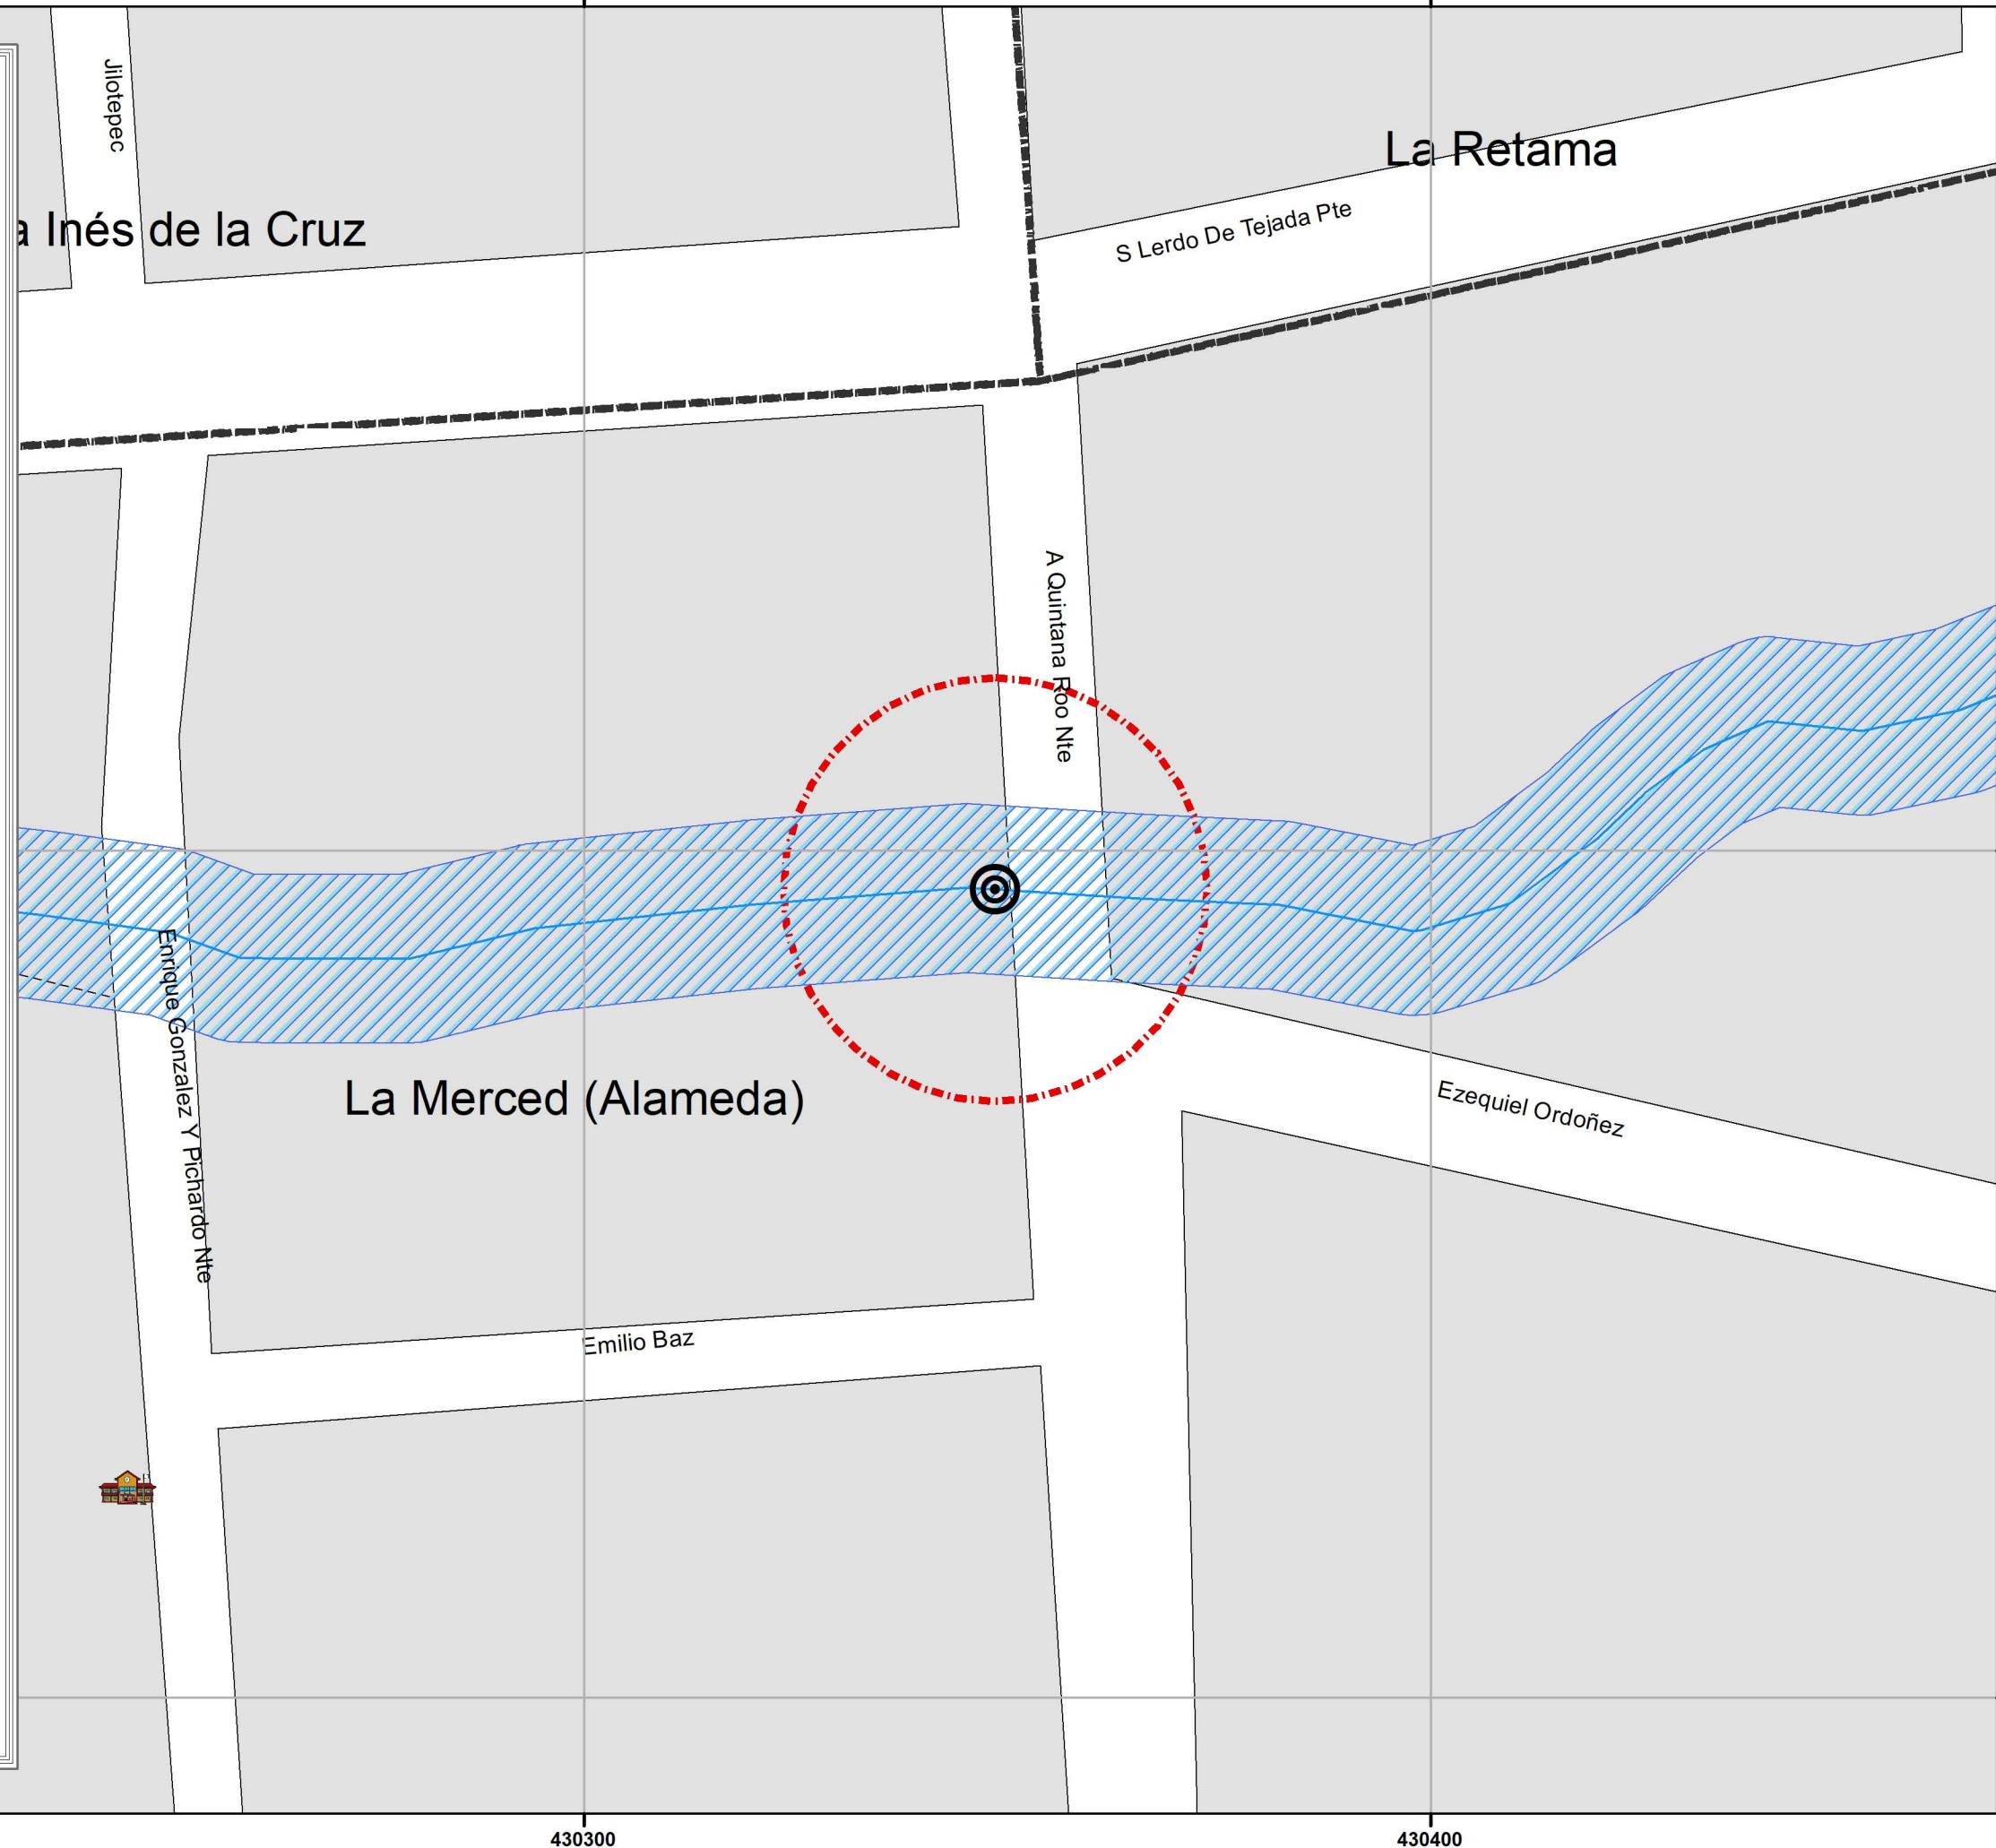 Jilotepec
La Retama
Inés de la Cruz
S Lerdo De Tejada Pte
A Quintana Roo Nte
Enrique Gonzalez Y Pichardo Nte
La Merced (Alameda)
Ezequiel Ordoñez
Emilio Baz
430300
430400